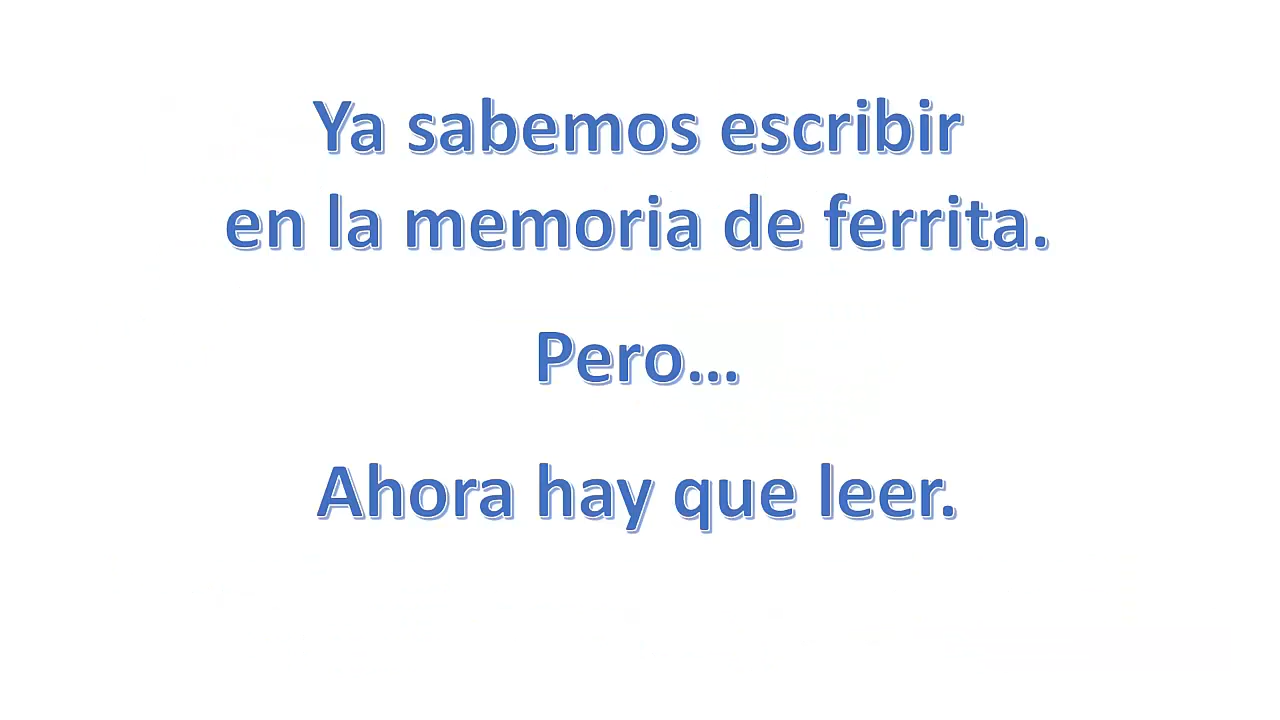 Ya sabemos escribir
en la memoria de ferrita.
Pero...
Ahora hay que leer.